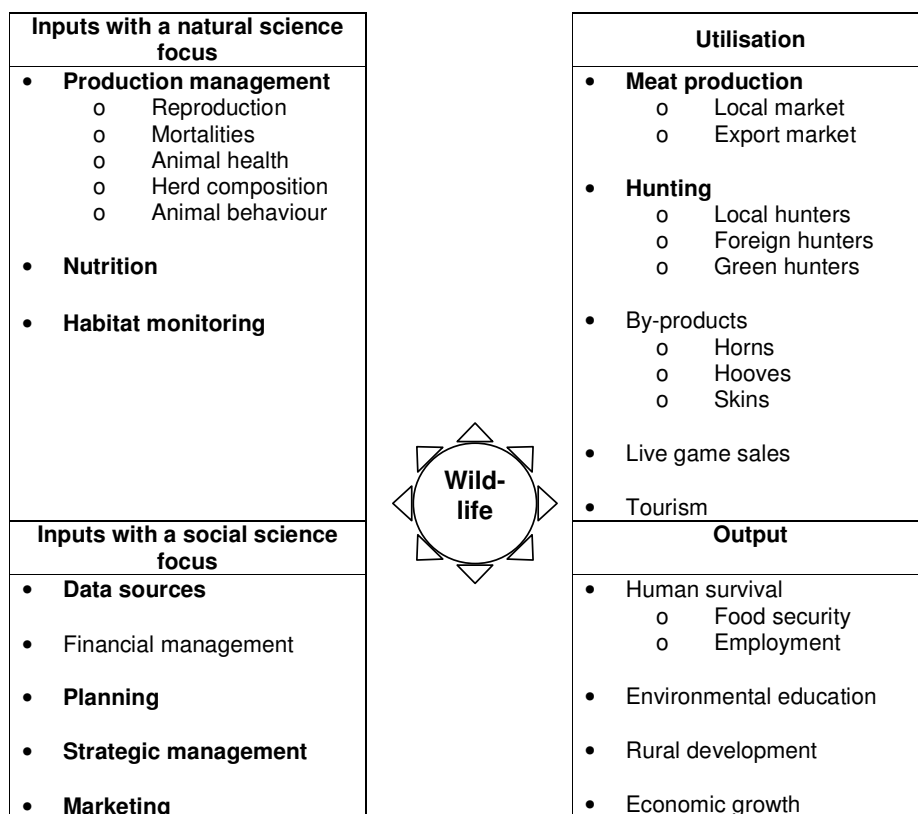 Inputs with a natural science
focus
• Production management
o Reproduction
o Mortalities
o Animal health
o Herd composition
o Animal behaviour
• Nutrition
• Habitat monitoring
Inputs with a social science
focus
• Data sources
• Financial management
• Planning
• Strategic management
• Marketing
Wild-
life
Utilisation
• Meat production
o Local market
o Export market
• Hunting
o Local hunters
o Foreign hunters
o Green hunters
• By-products
o Horns
o Hooves
o Skins
• Live game sales
• Tourism
Output
• Human survival
o Food security
o Employment
• Environmental education
• Rural development
• Economic growth